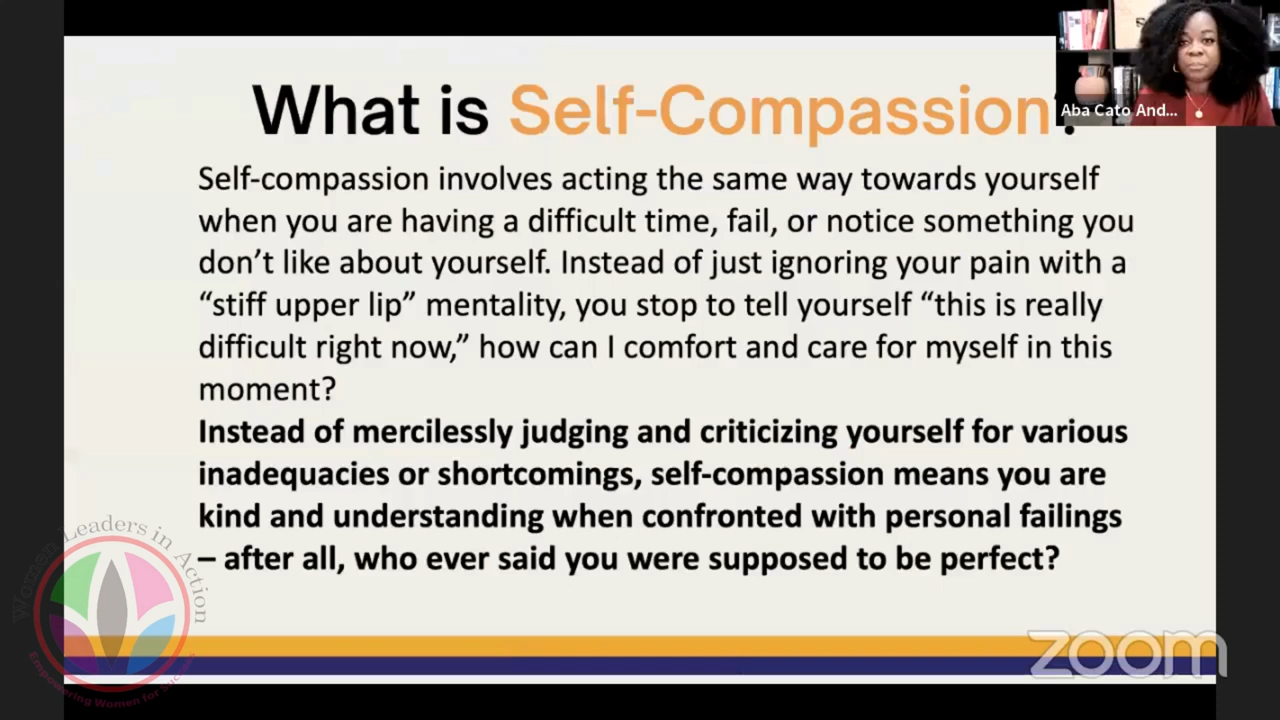 What is Self-Compassion?
Aba Cato And...
Self-compassion involves acting the same way towards yourself
when you are having a difficult time, fail, or notice something you
don’t like about yourself. Instead of just ignoring your pain with a
“stiff upper lip” mentality, you stop to tell yourself “this is really
difficult right now,” how can I comfort and care for myself in this
moment?
Instead of mercilessly judging and criticizing yourself for various
inadequacies or shortcomings, self-compassion means you are
kind and understanding when confronted with personal failings
– after all, who ever said you were supposed to be perfect?
Women Leaders in Action
Empowering Women for Success
zoom